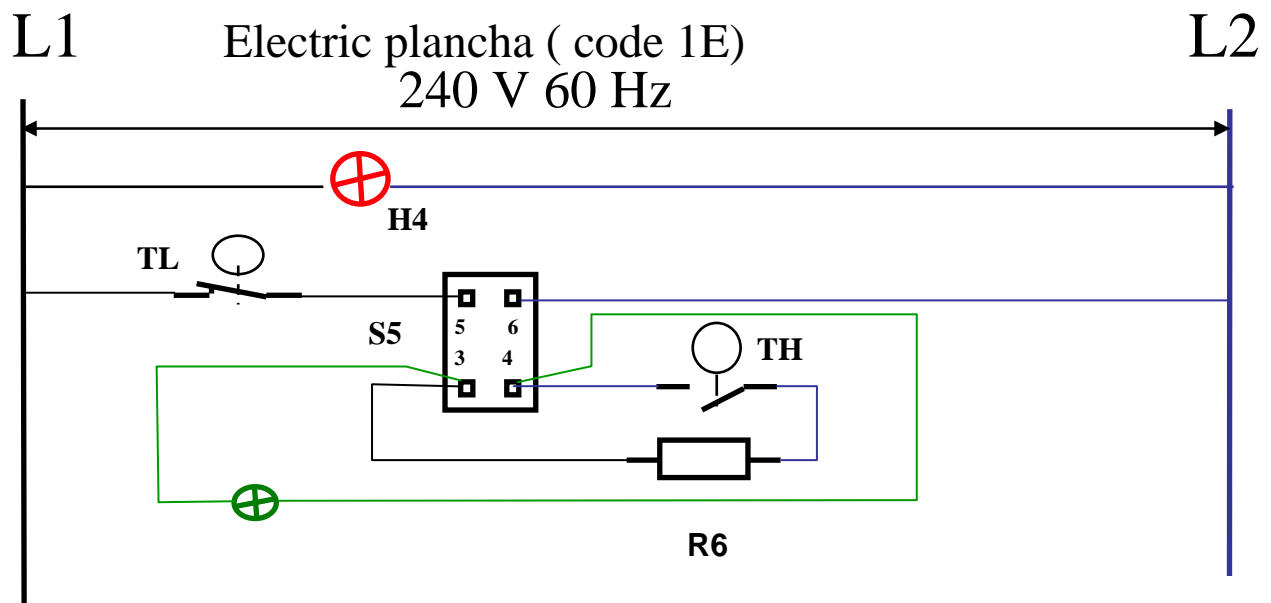 L1
Electric plancha ( code 1E)
L2
240 V 60 Hz
H4
TL
5 6
S5
3 4
TH
R6